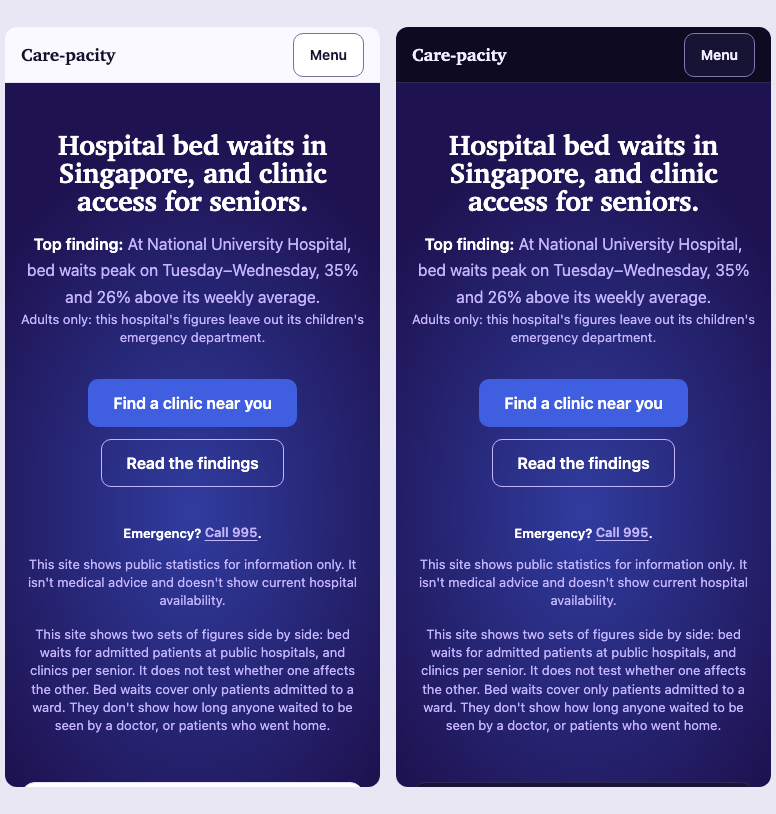 Care-pacity
Menu
Hospital bed waits in
Singapore, and clinic
access for seniors.
Top finding: At National University Hospital,
bed waits peak on Tuesday–Wednesday, 35%
and 26% above its weekly average.
Adults only: this hospital's figures leave out its children's
emergency department.
Find a clinic near you
Read the findings
Emergency? Call 995.
This site shows public statistics for information only. It
isn't medical advice and doesn't show current hospital
availability.
This site shows two sets of figures side by side: bed
waits for admitted patients at public hospitals, and
clinics per senior. It does not test whether one affects
the other. Bed waits cover only patients admitted to a
ward. They don't show how long anyone waited to be
seen by a doctor, or patients who went home.
Care-pacity
Menu
Hospital bed waits in
Singapore, and clinic
access for seniors.
Top finding: At National University Hospital,
bed waits peak on Tuesday–Wednesday, 35%
and 26% above its weekly average.
Adults only: this hospital's figures leave out its children's
emergency department.
Find a clinic near you
Read the findings
Emergency? Call 995.
This site shows public statistics for information only. It
isn't medical advice and doesn't show current hospital
availability.
This site shows two sets of figures side by side: bed
waits for admitted patients at public hospitals, and
clinics per senior. It does not test whether one affects
the other. Bed waits cover only patients admitted to a
ward. They don't show how long anyone waited to be
seen by a doctor, or patients who went home.